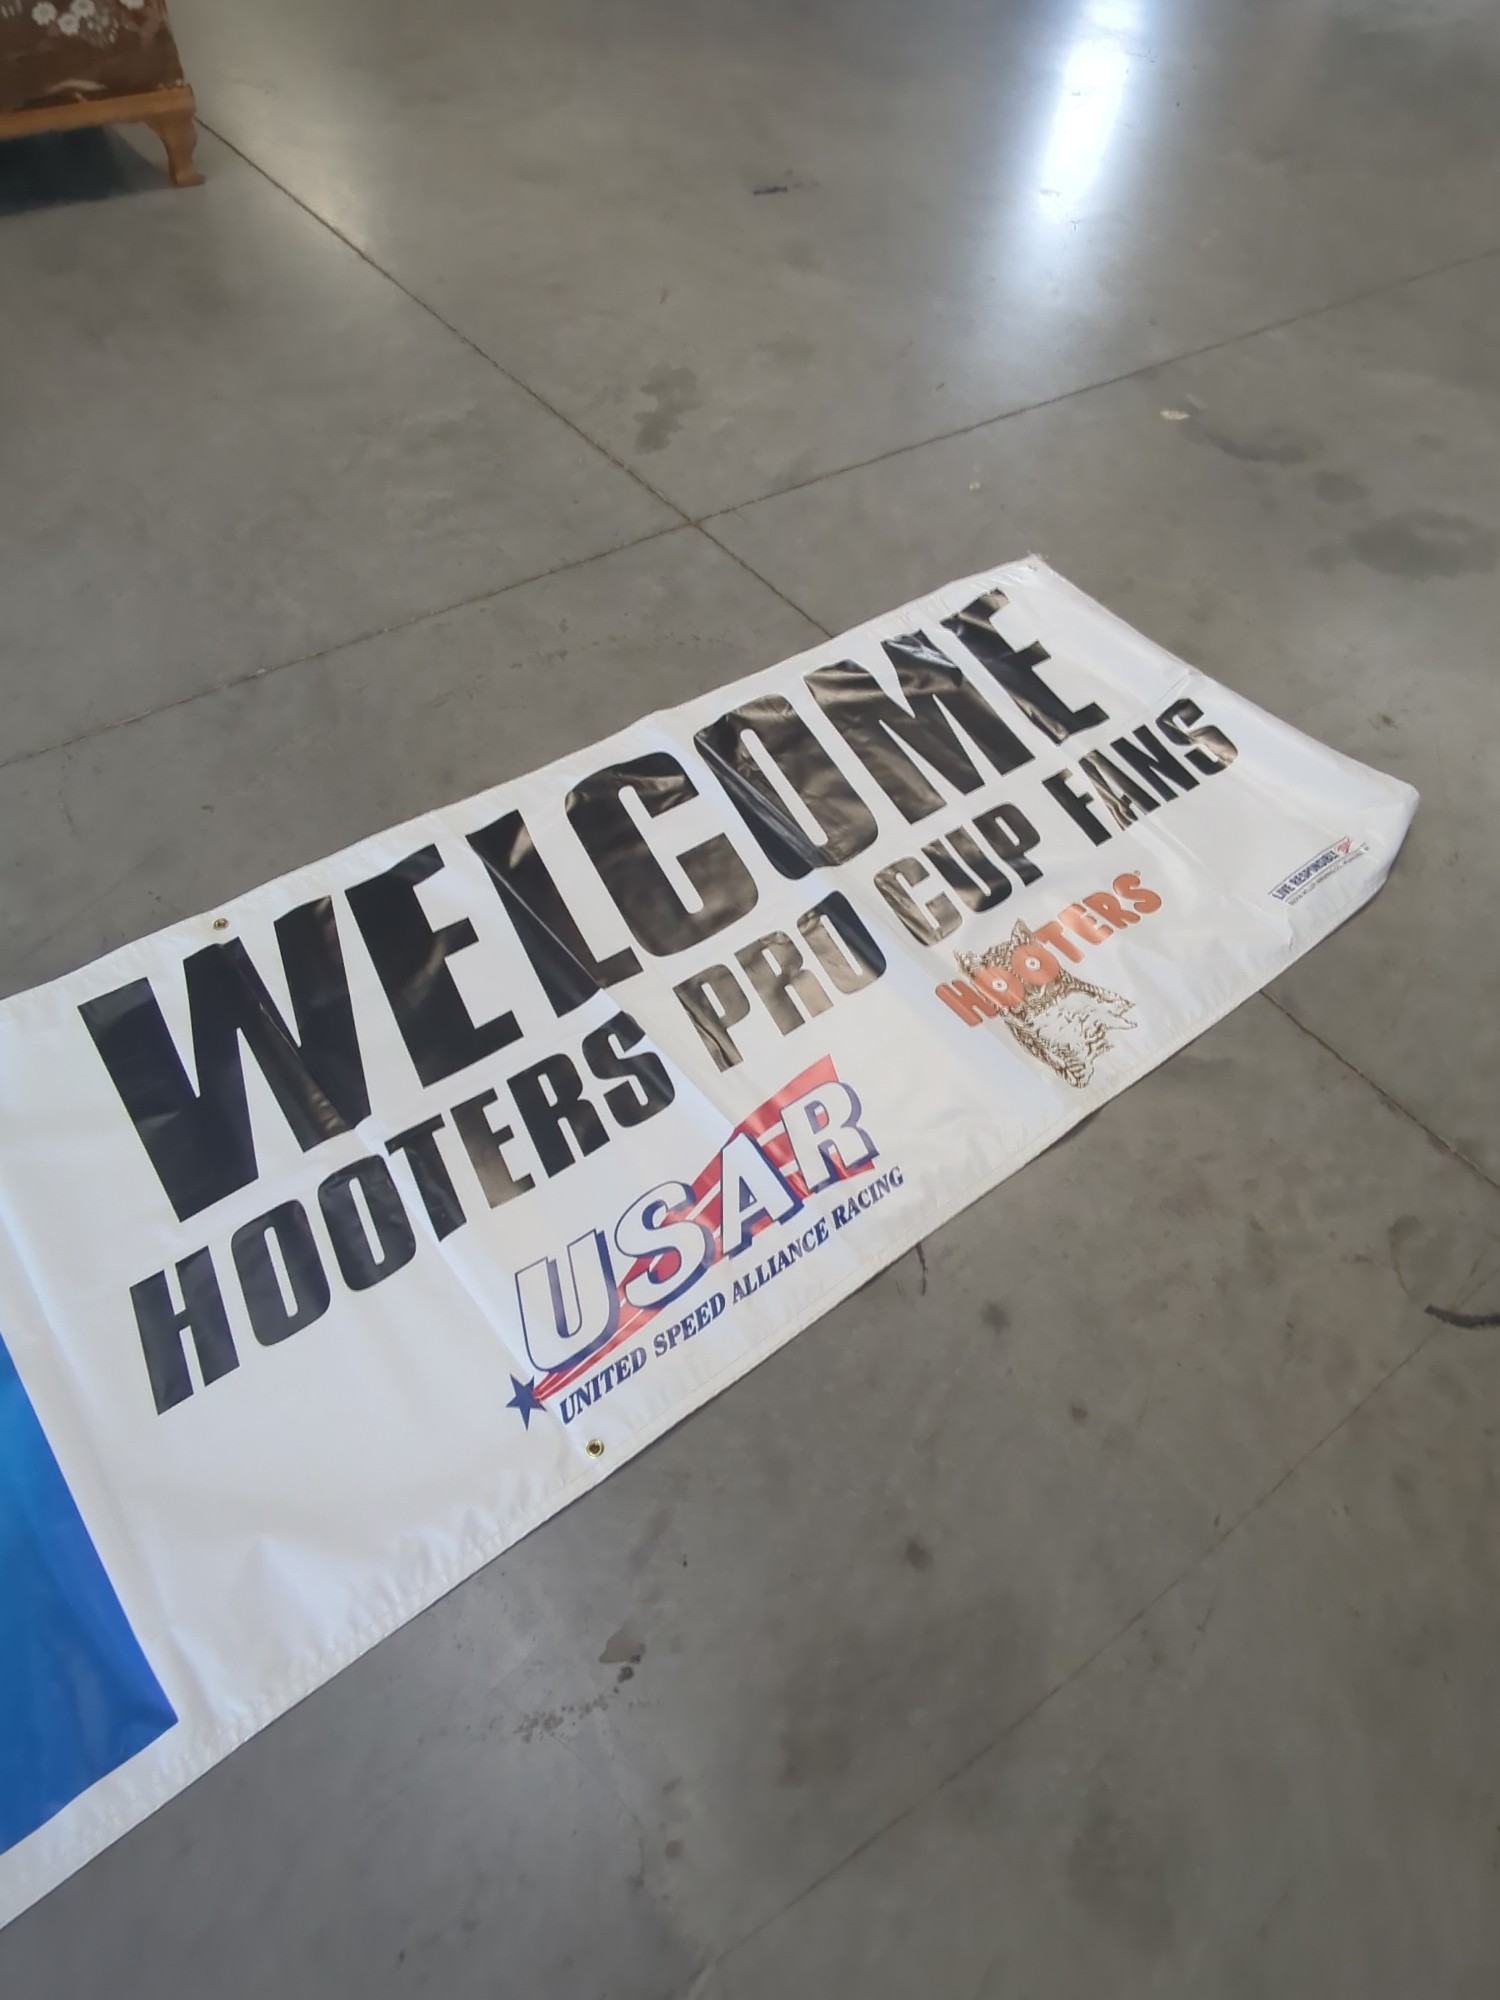 WELCOME
HOOTERS PRO CUP FANS
USAR
UNITED SPEED ALLIANCE RACING
HOOTERS
LIVE RESPONSIBLY